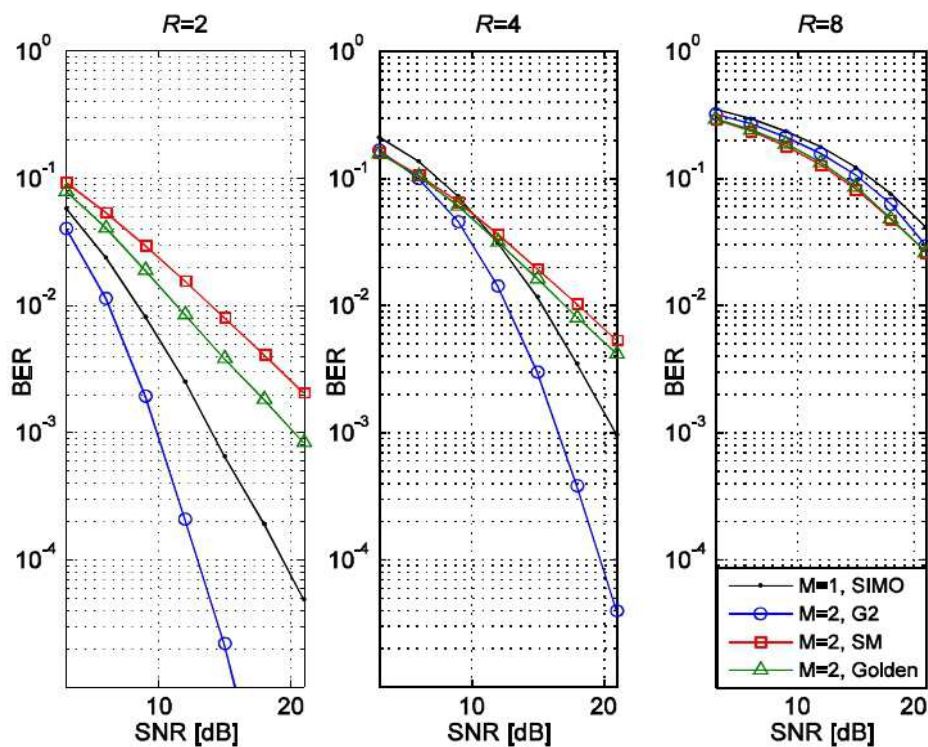 R=2
R=4
R=8
10^0
10^-1
10^-2
10^-3
10^-4
BER
10
20
SNR [dB]
10^0
10^-1
10^-2
10^-3
10^-4
BER
10
20
SNR [dB]
10^0
10^-1
10^-2
10^-3
10^-4
BER
10
20
SNR [dB]
M=1, SIMO
M=2, G2
M=2, SM
M=2, Golden